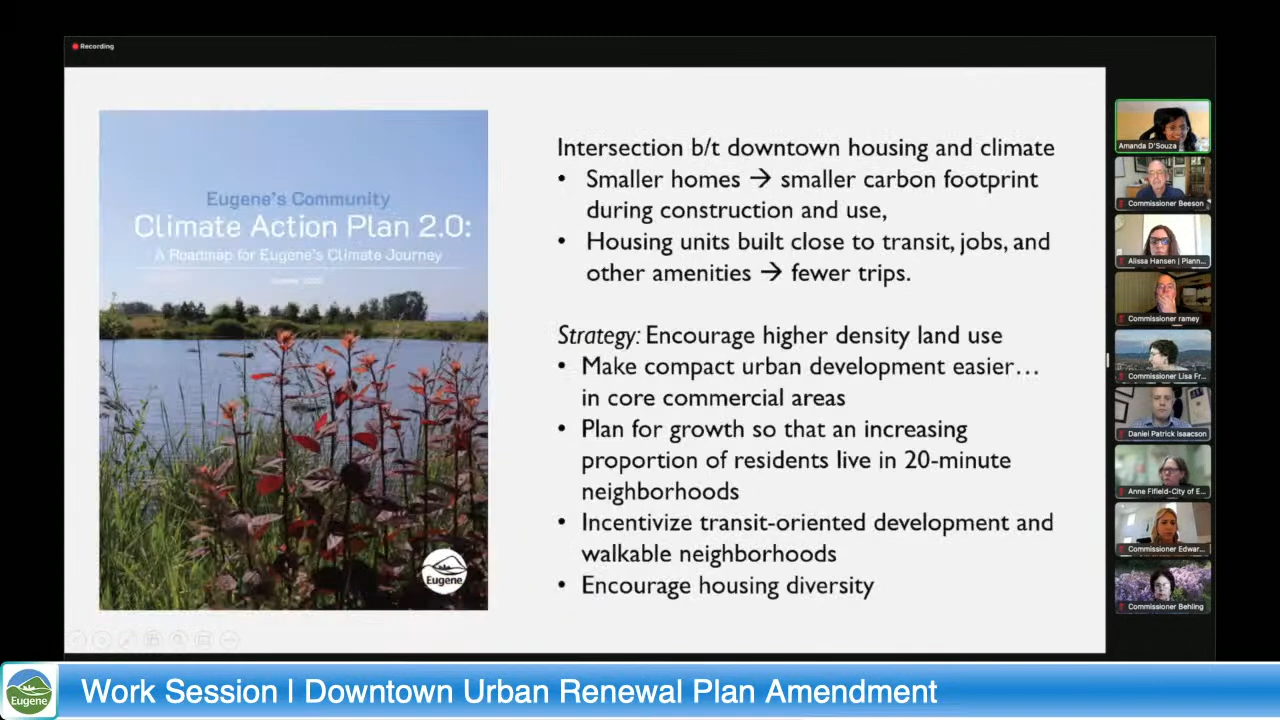 Recording
Eugene's Community
Climate Action Plan 2.0:
A Roadmap for Eugene's Climate Journey
Eugene
Intersection b/t downtown housing and climate
• Smaller homes → smaller carbon footprint
during construction and use,
• Housing units built close to transit, jobs, and
other amenities → fewer trips.
Strategy: Encourage higher density land use
• Make compact urban development easier…
in core commercial areas
• Plan for growth so that an increasing
proportion of residents live in 20-minute
neighborhoods
• Incentivize transit-oriented development and
walkable neighborhoods
• Encourage housing diversity
Amanda D'Souza
Commissioner Beeson
Alissa Hansen | Plann...
Commissioner ramey
Commissioner Lisa Fr...
Daniel Patrick Isaacson
Anne Fifield-City of E...
Commissioner Edwar...
Commissioner Behling
Eugene
Work Session | Downtown Urban Renewal Plan Amendment